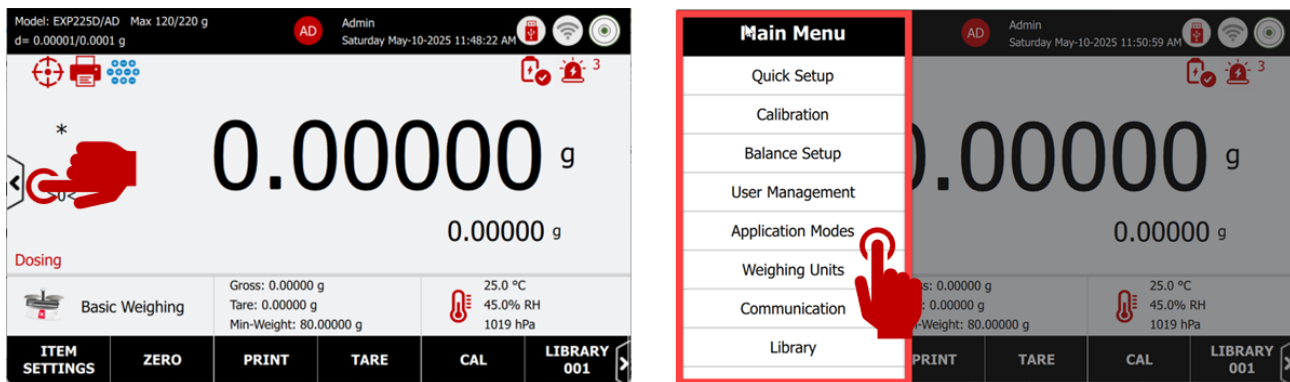 Model: EXP225D/AD Max 120/220 g
d= 0.00001/0.0001 g
AD
Admin
Saturday May-10-2025 11:48:22 AM
3
*
0.00000 g
>0<
0.00000 g
Dosing
Basic Weighing
Gross: 0.00000 g
Tare: 0.00000 g
Min-Weight: 80.00000 g
25.0 °C
45.0% RH
1019 hPa
ITEM SETTINGS
ZERO
PRINT
TARE
CAL
LIBRARY 001
Main Menu
Quick Setup
Calibration
Balance Setup
User Management
Application Modes
Weighing Units
Communication
Library
AD
Admin
Saturday May-10-2025 11:50:59 AM
3
.00000 g
0.00000 g
s: 0.00000 g
: 0.00000 g
n-Weight: 80.00000 g
25.0 °C
45.0% RH
1019 hPa
PRINT
TARE
CAL
LIBRARY 001